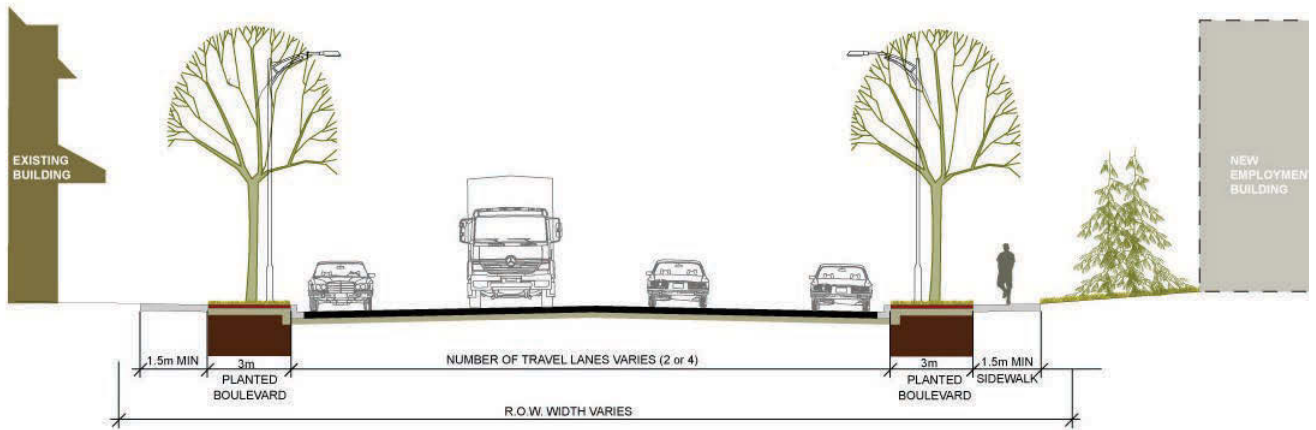 EXISTING
BUILDING
NEW
EMPLOYMENT
BUILDING
1.5m MIN
3m
PLANTED
BOULEVARD
NUMBER OF TRAVEL LANES VARIES (2 or 4)
3m
PLANTED
BOULEVARD
1.5m MIN
SIDEWALK
R.O.W. WIDTH VARIES